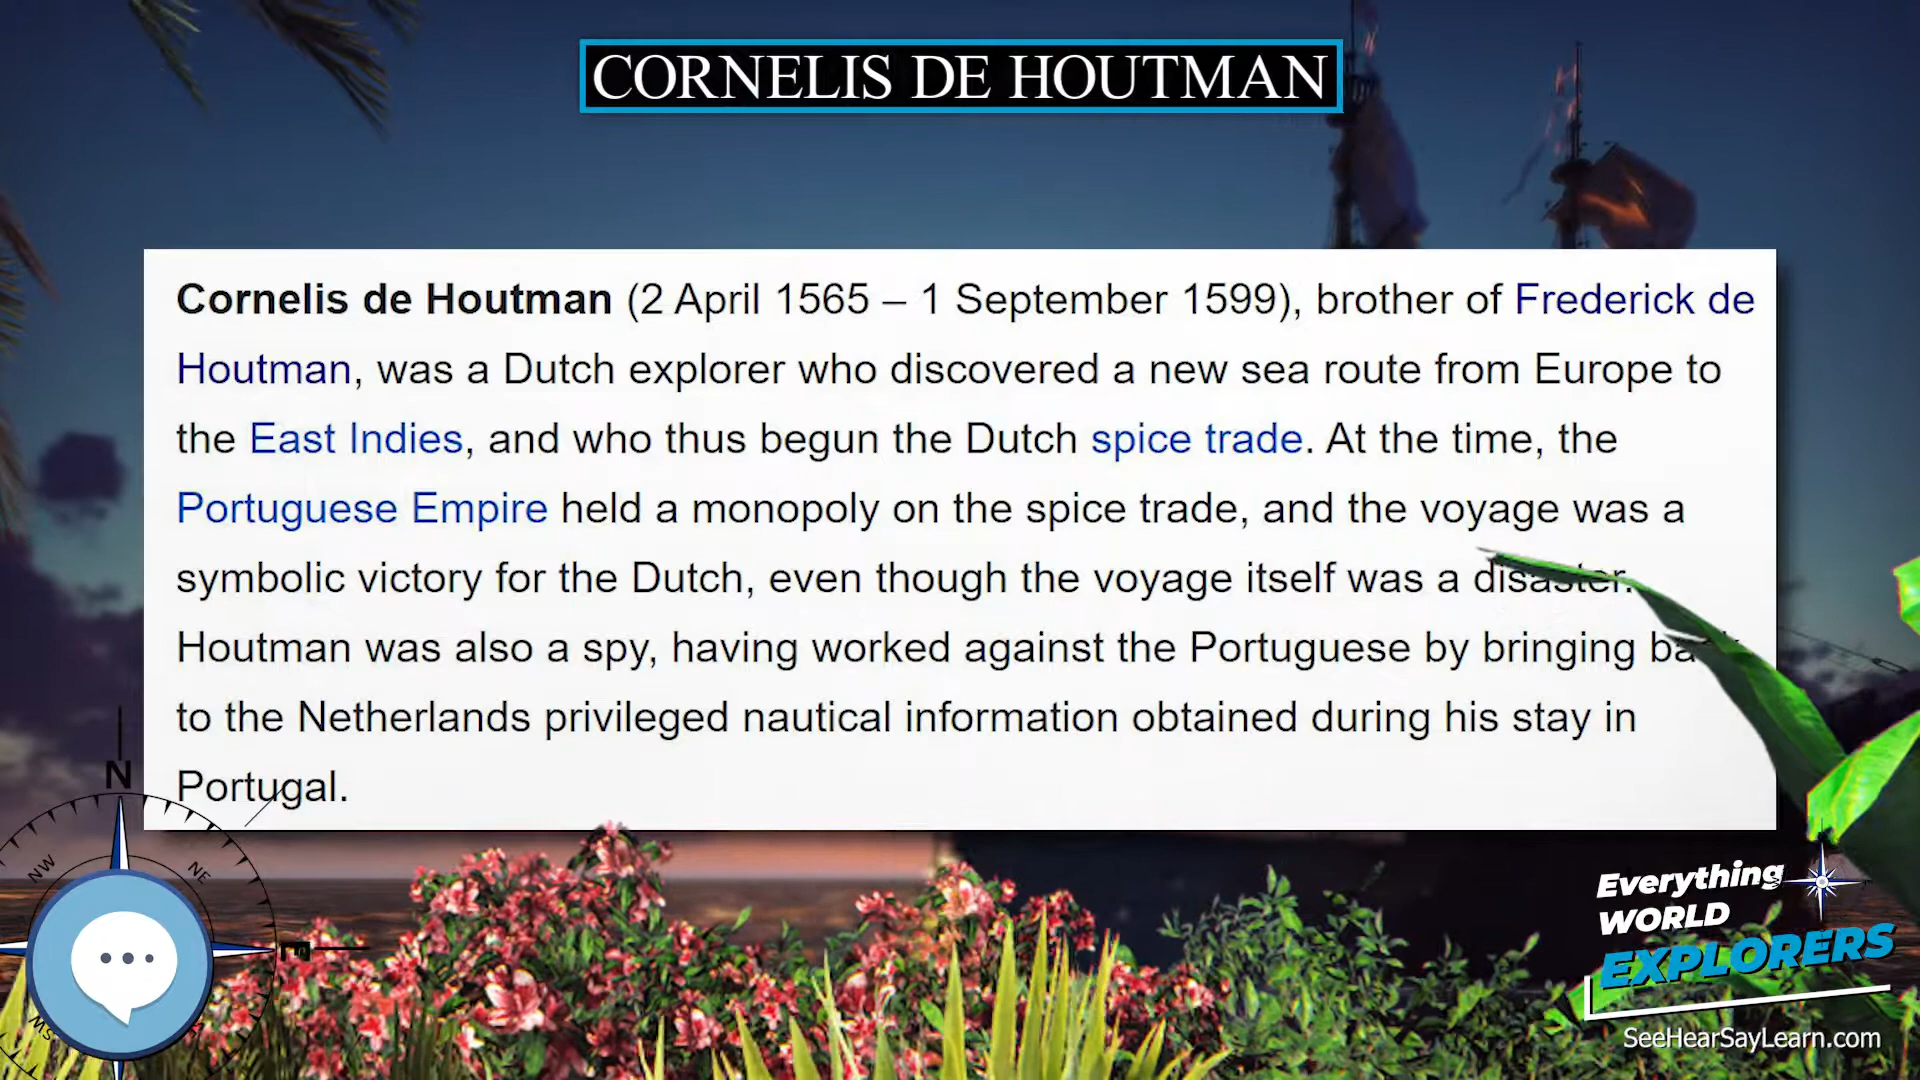 CORNELIS DE HOUTMAN
Cornelis de Houtman (2 April 1565 – 1 September 1599), brother of Frederick de
Houtman, was a Dutch explorer who discovered a new sea route from Europe to
the East Indies, and who thus begun the Dutch spice trade. At the time, the
Portuguese Empire held a monopoly on the spice trade, and the voyage was a
symbolic victory for the Dutch, even though the voyage itself was a disaster.
Houtman was also a spy, having worked against the Portuguese by bringing back
to the Netherlands privileged nautical information obtained during his stay in
Portugal.
N
NW
NE
E
SW
Everything
WORLD
EXPLORERS
SeeHearSayLearn.com